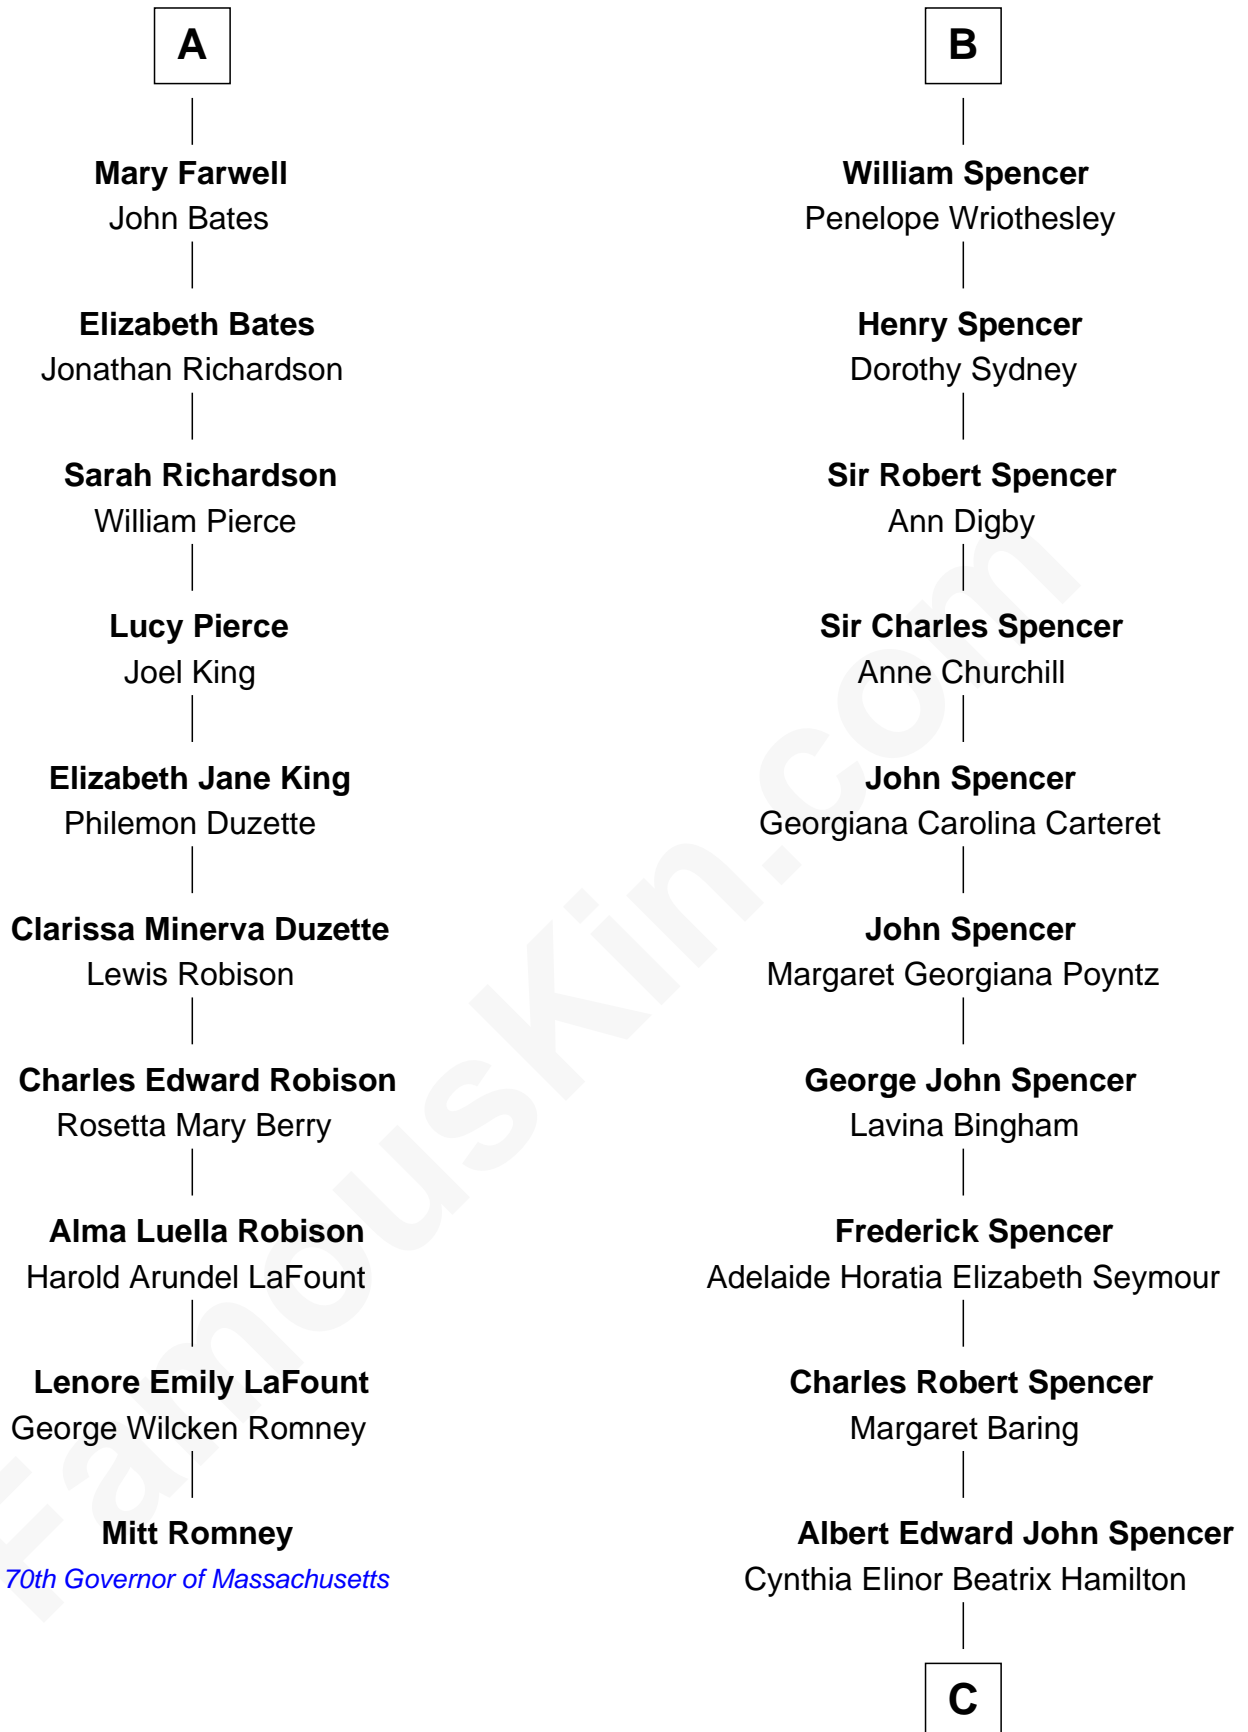 A
Mary Farwell
John Bates
Elizabeth Bates
Jonathan Richardson
Sarah Richardson
William Pierce
Lucy Pierce
Joel King
Elizabeth Jane King
Philemon Duzette
Clarissa Minerva Duzette
Lewis Robison
Charles Edward Robison
Rosetta Mary Berry
Alma Luella Robison
Harold Arundel LaFount
Lenore Emily LaFount
George Wilcken Romney
Mitt Romney
70th Governor of Massachusetts
B
William Spencer
Penelope Wriothesley
Henry Spencer
Dorothy Sydney
Sir Robert Spencer
Ann Digby
Sir Charles Spencer
Anne Churchill
John Spencer
Georgiana Carolina Carteret
John Spencer
Margaret Georgiana Poyntz
George John Spencer
Lavina Bingham
Frederick Spencer
Adelaide Horatia Elizabeth Seymour
Charles Robert Spencer
Margaret Baring
Albert Edward John Spencer
Cynthia Elinor Beatrix Hamilton
C
FamousKin.com